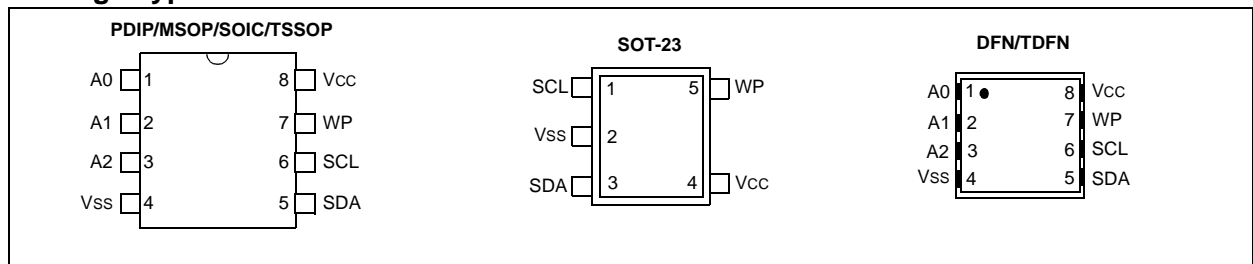 PDIP/MSOP/SOIC/TSSOP
A0 1 8 VCC
A1 2 7 WP
A2 3 6 SCL
VSS 4 5 SDA
SOT-23
SCL 1 5 WP
VSS 2
SDA 3 4 VCC
DFN/TDFN
A0 1 8 VCC
A1 2 7 WP
A2 3 6 SCL
VSS 4 5 SDA